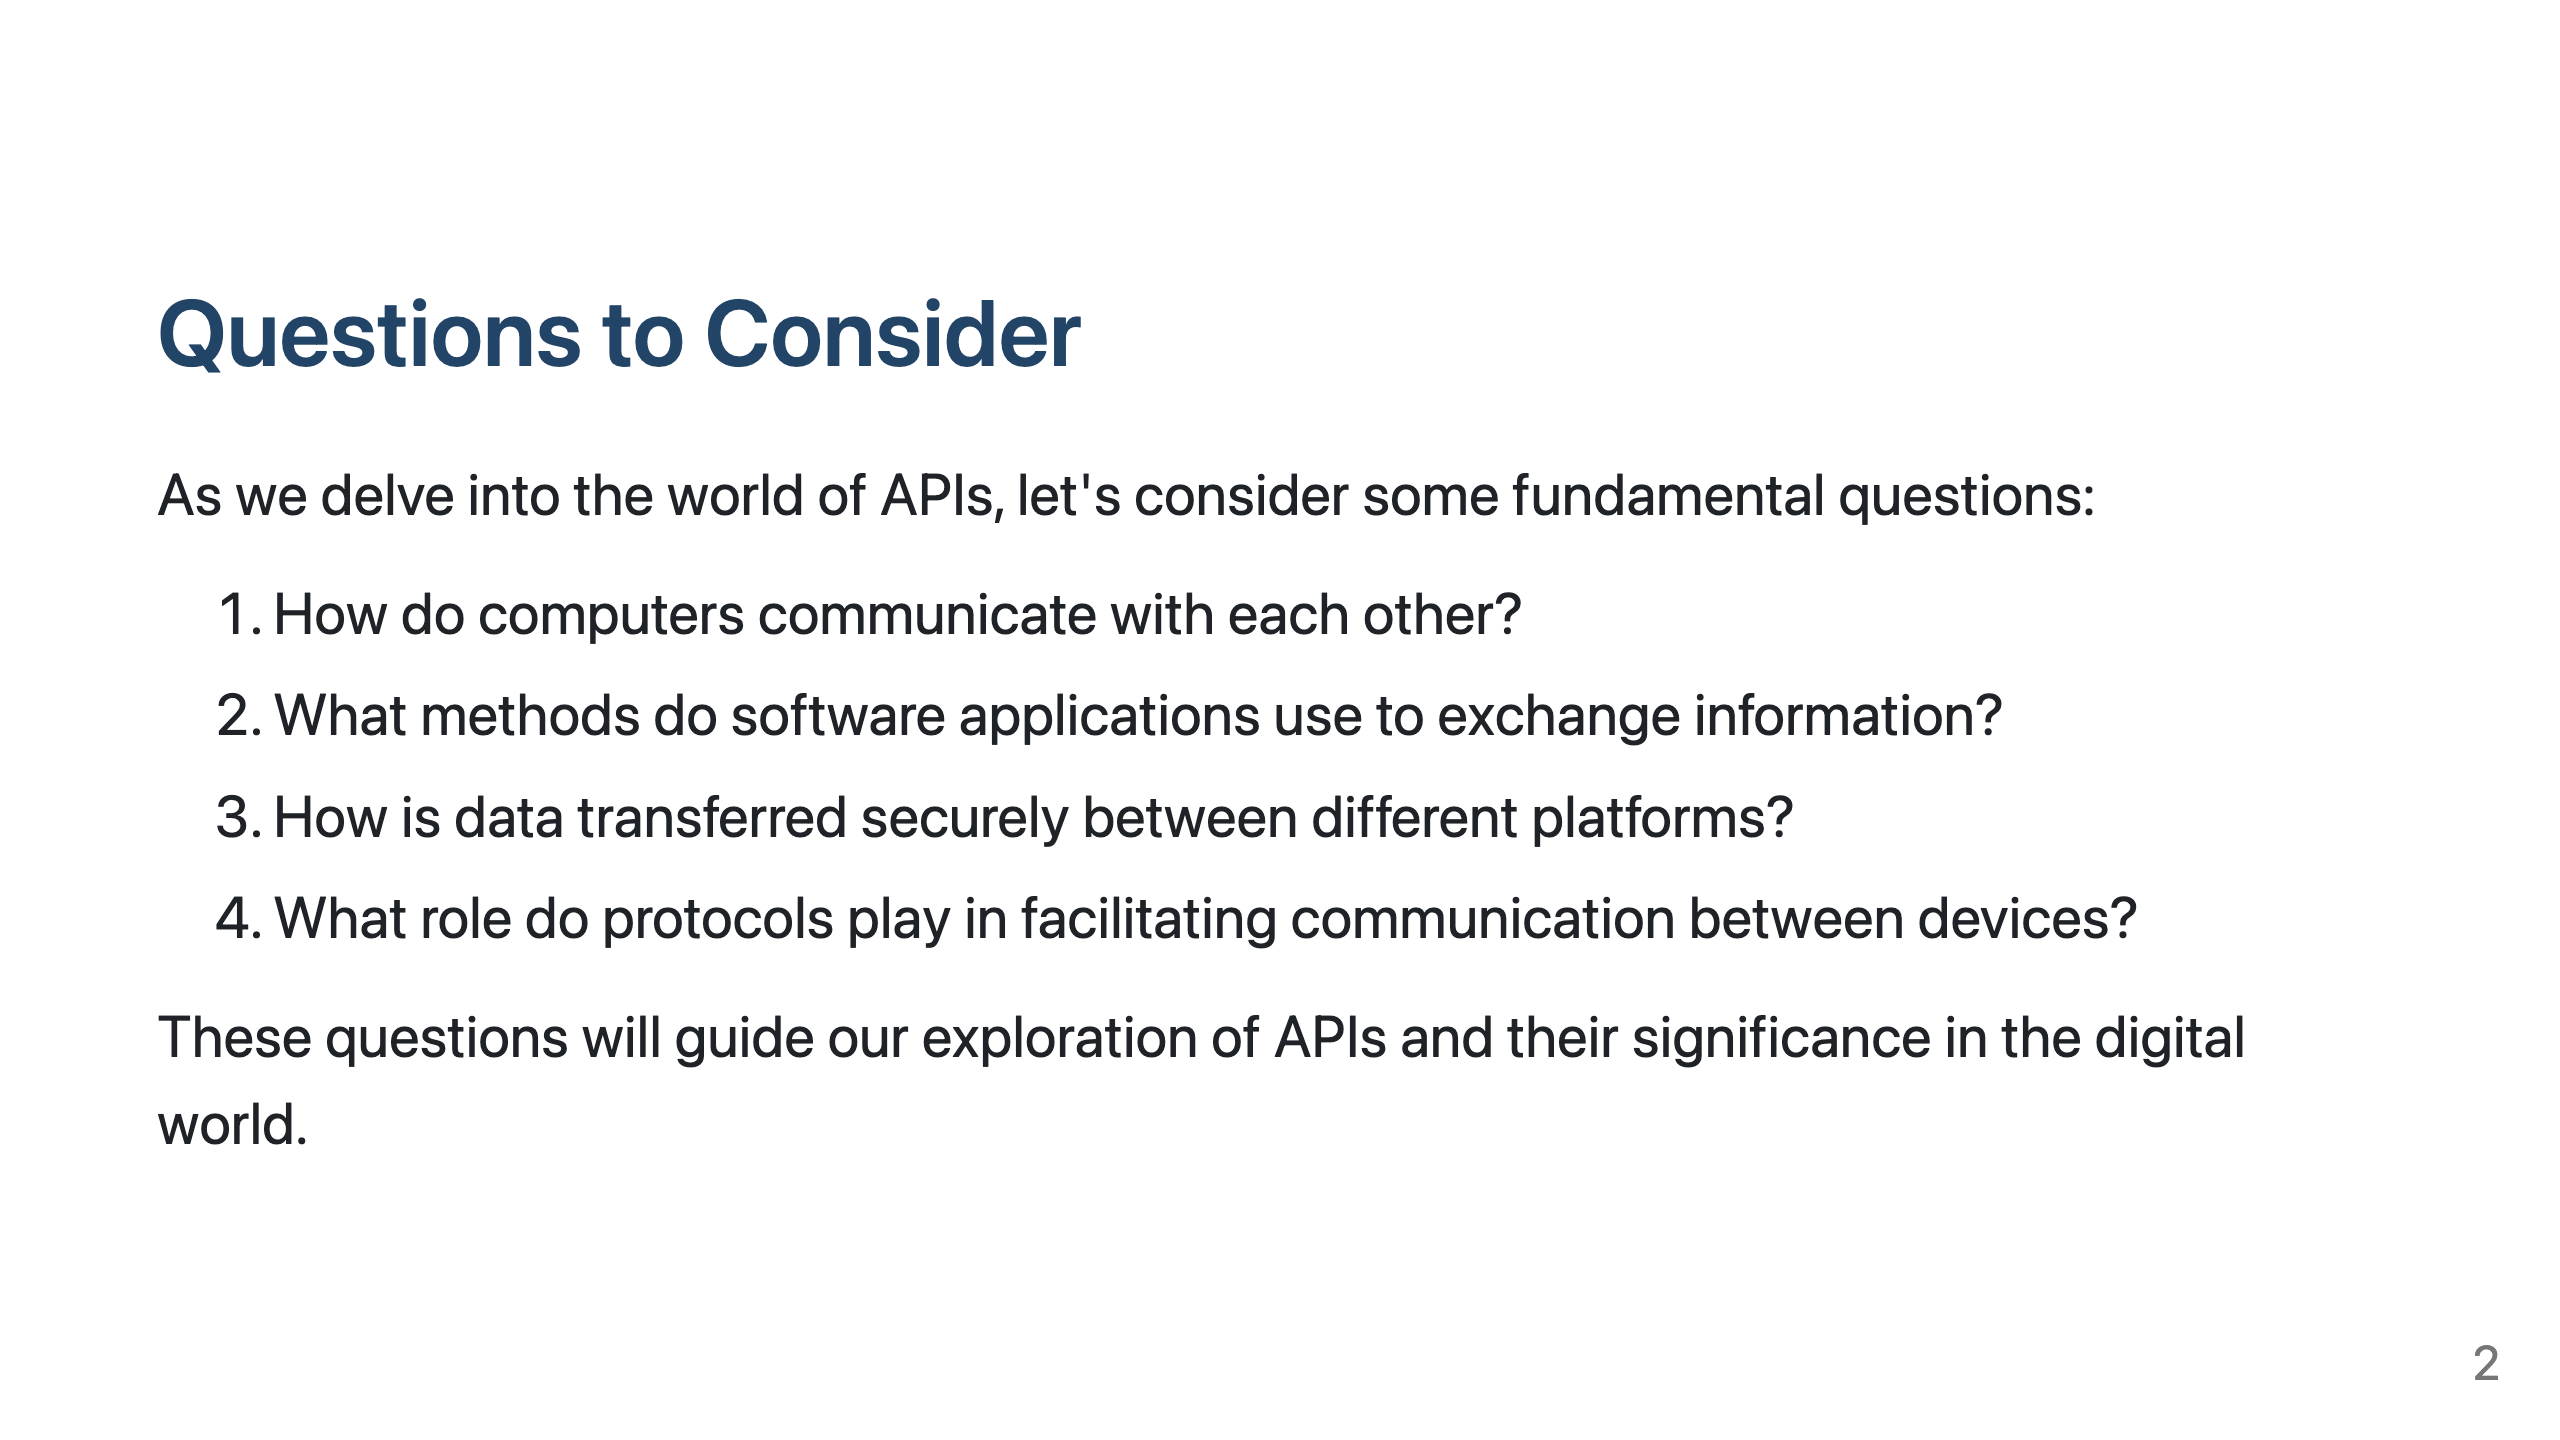 Questions to Consider
As we delve into the world of APIs, let's consider some fundamental questions:
1. How do computers communicate with each other?
2. What methods do software applications use to exchange information?
3. How is data transferred securely between different platforms?
4. What role do protocols play in facilitating communication between devices?
These questions will guide our exploration of APIs and their significance in the digital
world.
2